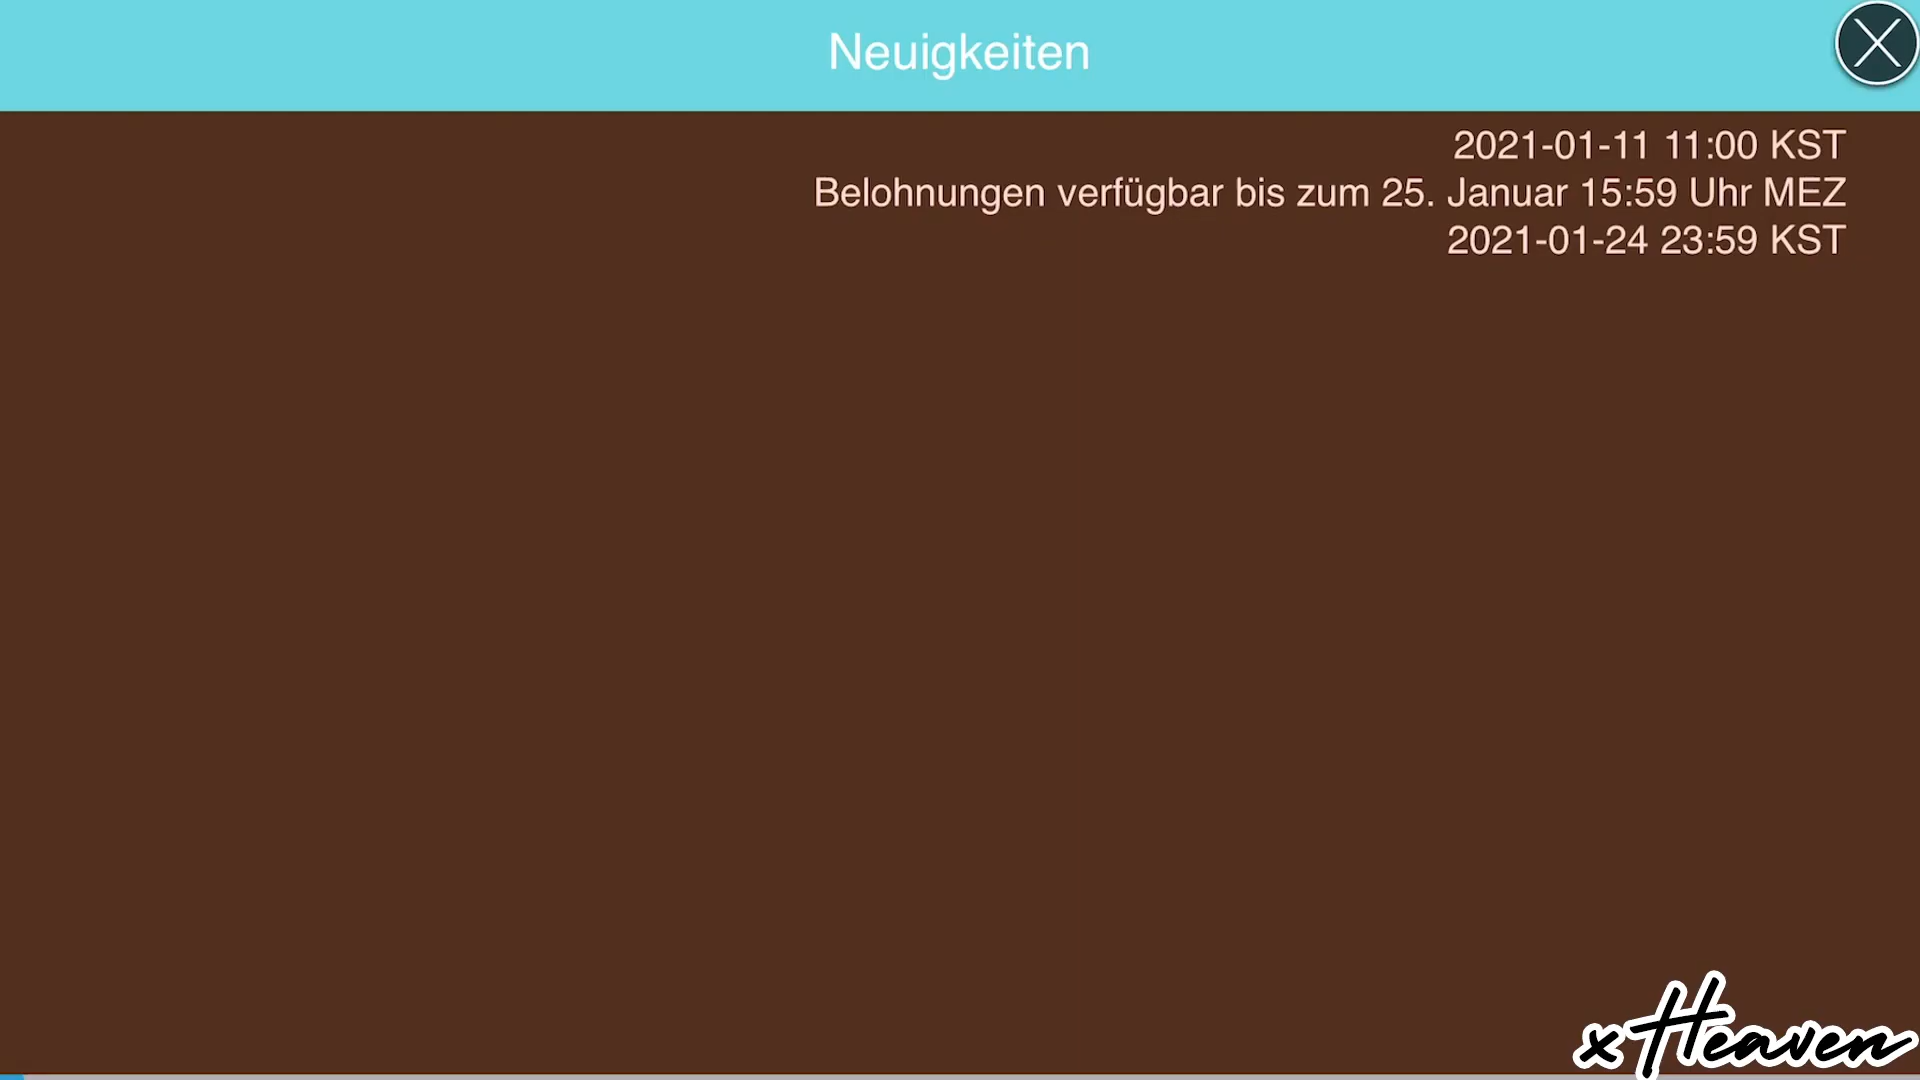 Neuigkeiten
2021-01-11 11:00 KST
Belohnungen verfügbar bis zum 25. Januar 15:59 Uhr MEZ
2021-01-24 23:59 KST
xHeaven